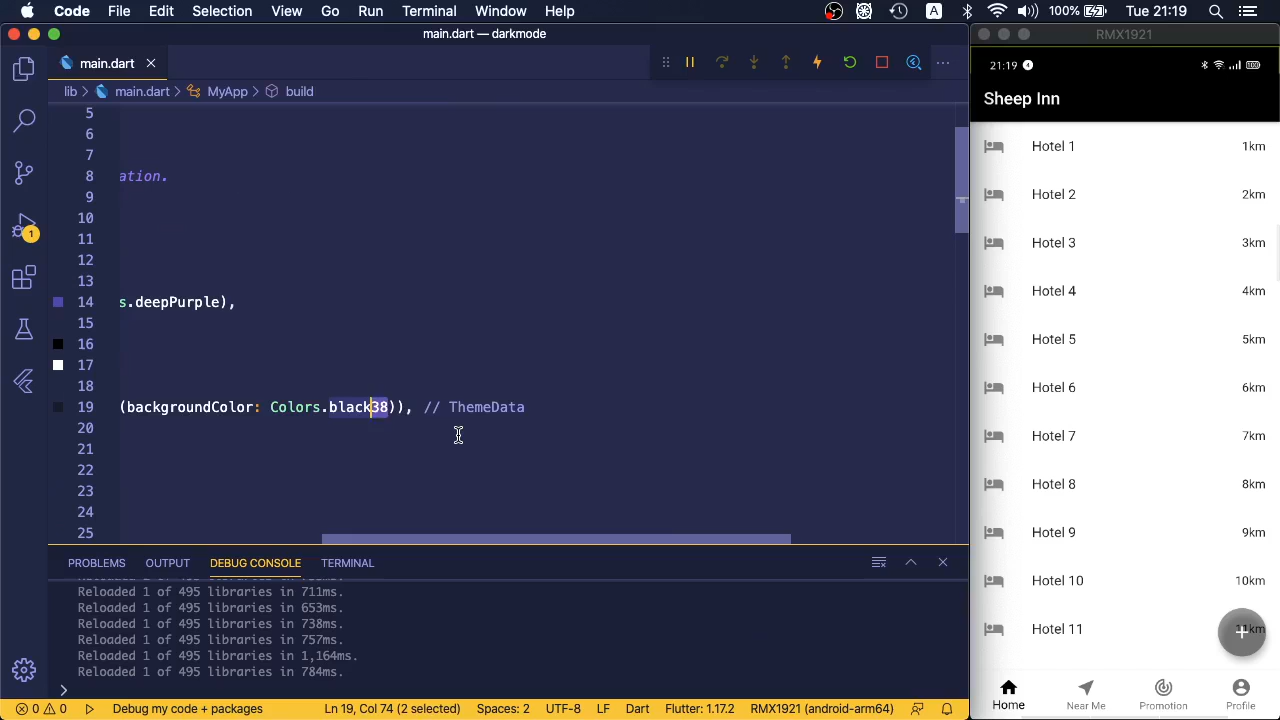 Code File Edit Selection View Go Run Terminal Window Help
A 100% Tue 21:19
main.dart — darkmode
RMX1921
main.dart
lib main.dart MyApp build
5
6
7
8 ation.
9
10
11
12
13
14 s.deepPurple),
15
16
17
18
19 (backgroundColor: Colors.black38)), // ThemeData
20
21
22
23
24
25
1
PROBLEMS OUTPUT DEBUG CONSOLE TERMINAL
Reloaded 1 of 495 libraries in 711ms.
Reloaded 1 of 495 libraries in 653ms.
Reloaded 1 of 495 libraries in 738ms.
Reloaded 1 of 495 libraries in 757ms.
Reloaded 1 of 495 libraries in 1,164ms.
Reloaded 1 of 495 libraries in 784ms.
>
0 0 Debug my code + packages Ln 19, Col 74 (2 selected) Spaces: 2 UTF-8 LF Dart Flutter: 1.17.2 RMX1921 (android-arm64)
21:19 4 100
Sheep Inn
Hotel 1 1km
Hotel 2 2km
Hotel 3 3km
Hotel 4 4km
Hotel 5 5km
Hotel 6 6km
Hotel 7 7km
Hotel 8 8km
Hotel 9 9km
Hotel 10 10km
Hotel 11 11km
+
Home Near Me Promotion Profile